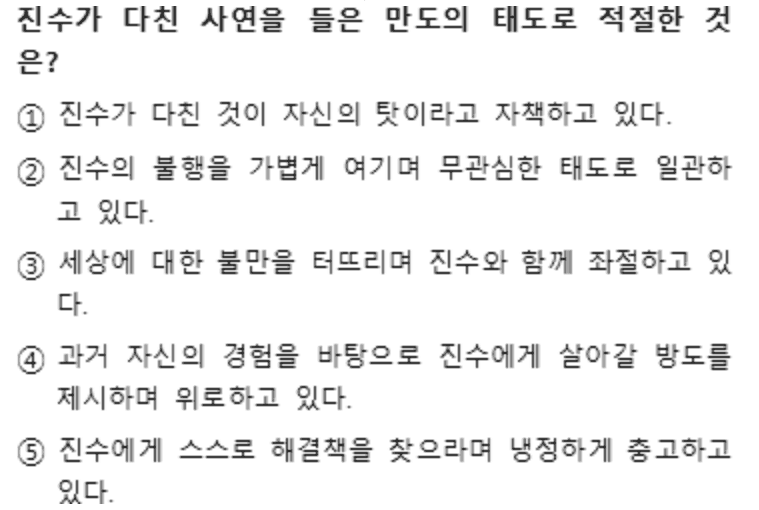 진수가 다친 사연을 들은 만도의 태도로 적절한 것
은?
① 진수가 다친 것이 자신의 탓이라고 자책하고 있다.
② 진수의 불행을 가볍게 여기며 무관심한 태도로 일관하
고 있다.
③ 세상에 대한 불만을 터뜨리며 진수와 함께 좌절하고 있
다.
④ 과거 자신의 경험을 바탕으로 진수에게 살아갈 방도를
제시하며 위로하고 있다.
⑤ 진수에게 스스로 해결책을 찾으라며 냉정하게 충고하고
있다.